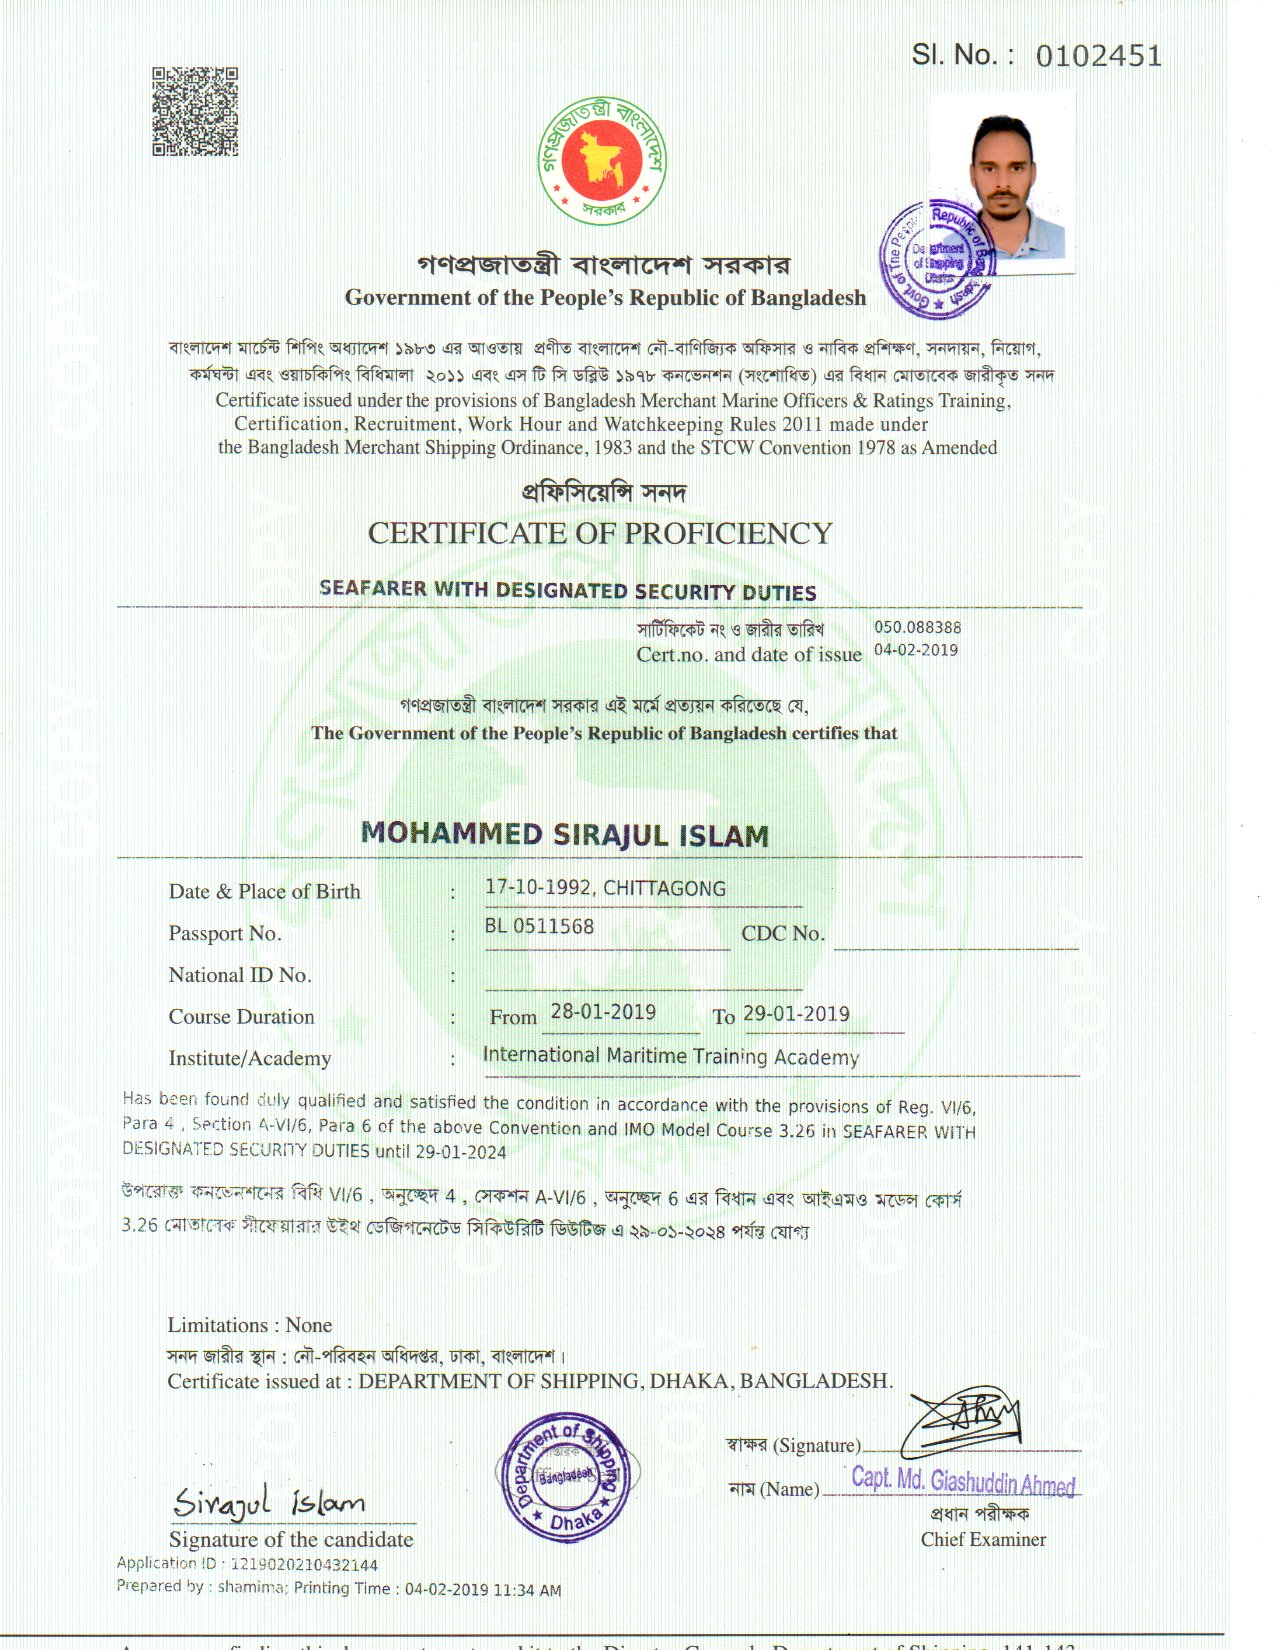 Sl. No. : 0102451
গণপ্রজাতন্ত্রী বাংলাদেশ
সরকার
Govt. of The People's Republic of Bangladesh
Department
of Shipping
Dhaka
গণপ্রজাতন্ত্রী বাংলাদেশ সরকার
Government of the People's Republic of Bangladesh
বাংলাদেশ মার্চেন্ট শিপিং অধ্যাদেশ ১৯৮৩ এর আওতায় প্রণীত বাংলাদেশ নৌ-বাণিজ্যিক অফিসার ও নাবিক প্রশিক্ষণ, সনদায়ন, নিয়োগ,
কর্মঘন্টা এবং ওয়াচকিপিং বিধিমালা ২০১১ এবং এস টি সি ডব্লিউ ১৯৭৮ কনভেনশন (সংশোধিত) এর বিধান মোতাবেক জারীকৃত সনদ
Certificate issued under the provisions of Bangladesh Merchant Marine Officers & Ratings Training,
Certification, Recruitment, Work Hour and Watchkeeping Rules 2011 made under
the Bangladesh Merchant Shipping Ordinance, 1983 and the STCW Convention 1978 as Amended
প্রফিসিয়েন্সি সনদ
CERTIFICATE OF PROFICIENCY
SEAFARER WITH DESIGNATED SECURITY DUTIES
সার্টিফিকেট নং ও জারীর তারিখ 050.088388
Cert.no. and date of issue 04-02-2019
গণপ্রজাতন্ত্রী বাংলাদেশ সরকার এই মর্মে প্রত্যয়ন করিতেছে যে,
The Government of the People's Republic of Bangladesh certifies that
MOHAMMED SIRAJUL ISLAM
Date & Place of Birth : 17-10-1992, CHITTAGONG
Passport No. : BL 0511568 CDC No.
National ID No. :
Course Duration : From 28-01-2019 To 29-01-2019
Institute/Academy : International Maritime Training Academy
Has been found duly qualified and satisfied the condition in accordance with the provisions of Reg. VI/6,
Para 4 , Section A-VI/6, Para 6 of the above Convention and IMO Model Course 3.26 in SEAFARER WITH
DESIGNATED SECURITY DUTIES until 29-01-2024
উপরোক্ত কনভেনশনের বিধি VI/6 , অনুচ্ছেদ 4 , সেকশন A-VI/6 , অনুচ্ছেদ 6 এর বিধান এবং আইএমও মডেল কোর্স
3.26 মোতাবেক সীফেয়ারার উইথ ডেজিগনেটেড সিকিউরিটি ডিউটিজ এ ২৯-০১-২০২৪ পর্যন্ত যোগ্য
Limitations : None
সনদ জারীর স্থান : নৌ-পরিবহন অধিদপ্তর, ঢাকা, বাংলাদেশ।
Certificate issued at : DEPARTMENT OF SHIPPING, DHAKA, BANGLADESH.
Department of Shipping
Bangladesh
Dhaka
স্বাক্ষর (Signature)
নাম (Name) Capt. Md. Giashuddin Ahmed
প্রধান পরীক্ষক
Chief Examiner
Sirajul islam
Signature of the candidate
Application ID : 1219020210432144
Prepared by : shamima; Printing Time : 04-02-2019 11:34 AM